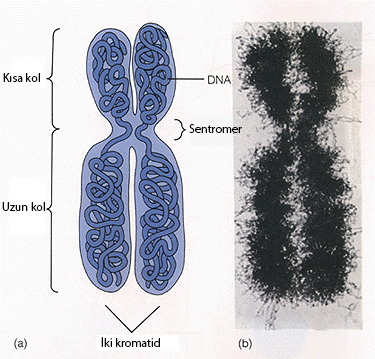 Kısa kol
DNA
Sentromer
Uzun kol
İki kromatid
(a)
(b)